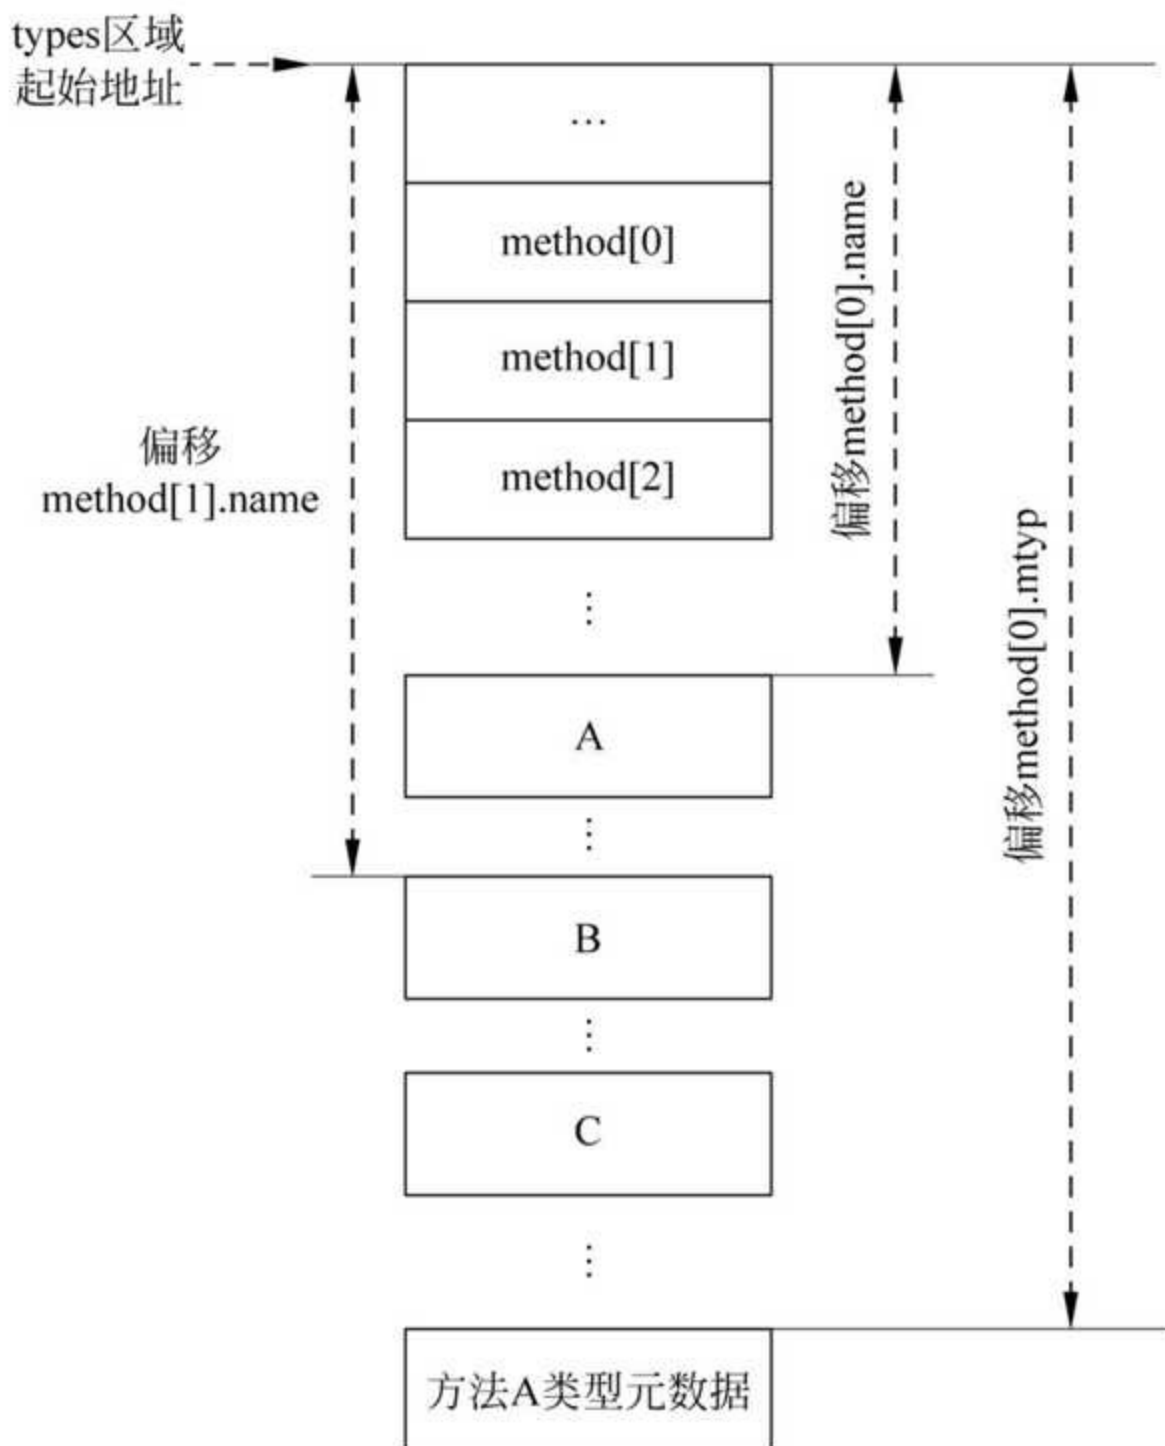 types区域
起始地址
…
method[0]
method[1]
method[2]
偏移
method[1].name
偏移method[0].name
偏移method[0].mtyp
⋮
A
⋮
B
⋮
C
⋮
方法A类型元数据